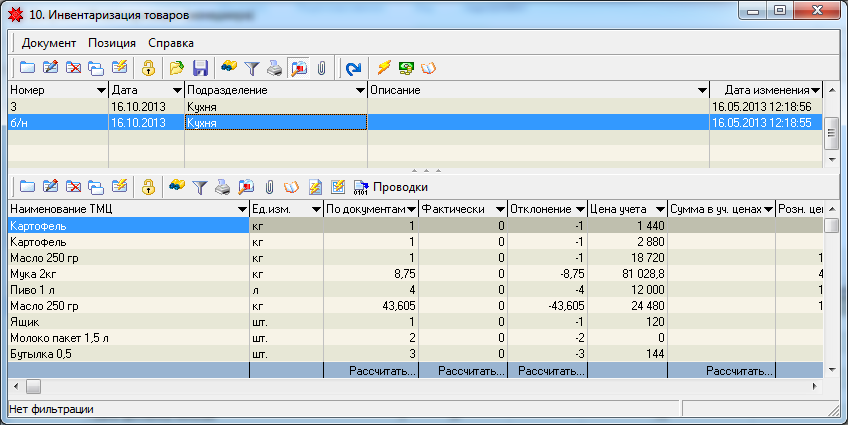 10. Инвентаризация товаров
Документ Позиция Справка
Номер Дата Подразделение Описание Дата изменения
3 16.10.2013 Кухня 16.05.2013 12:18:56
б/н 16.10.2013 Кухня 16.05.2013 12:18:55
0101 Проводки
Наименование ТМЦ Ед.изм. По документам Фактически Отклонение Цена учета Сумма в уч. ценах Розн. це
Картофель кг 1 0 -1 1 440
Картофель кг 1 0 -1 2 880
Масло 250 гр кг 1 0 -1 18 720 1
Мука 2кг кг 8,75 0 -8,75 81 028,8 4
Пиво 1 л л 4 0 -4 12 000 1
Масло 250 гр кг 43,605 0 -43,605 24 480 1
Ящик шт. 1 0 -1 120
Молоко пакет 1,5 л шт. 2 0 -2 0
Бутылка 0,5 шт. 3 0 -3 144
Рассчитать... Рассчитать... Рассчитать... Рассчитать...
Нет фильтрации